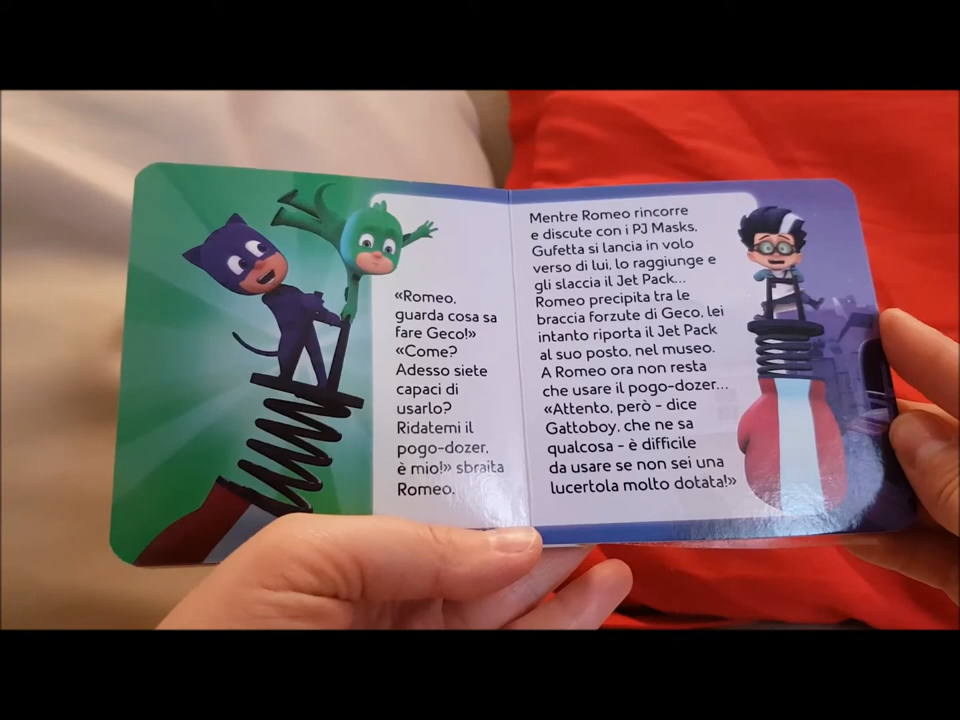 «Romeo,
guarda cosa sa
fare Geco!»
«Come?
Adesso siete
capaci di
usarlo?
Ridatemi il
pogo-dozer,
è mio!» sbraita
Romeo.
Mentre Romeo rincorre
e discute con i PJ Masks,
Gufetta si lancia in volo
verso di lui, lo raggiunge e
gli slaccia il Jet Pack...
Romeo precipita tra le
braccia forzute di Geco, lei
intanto riporta il Jet Pack
al suo posto, nel museo.
A Romeo ora non resta
che usare il pogo-dozer...
«Attento, però - dice
Gattoboy, che ne sa
qualcosa - è difficile
da usare se non sei una
lucertola molto dotata!»